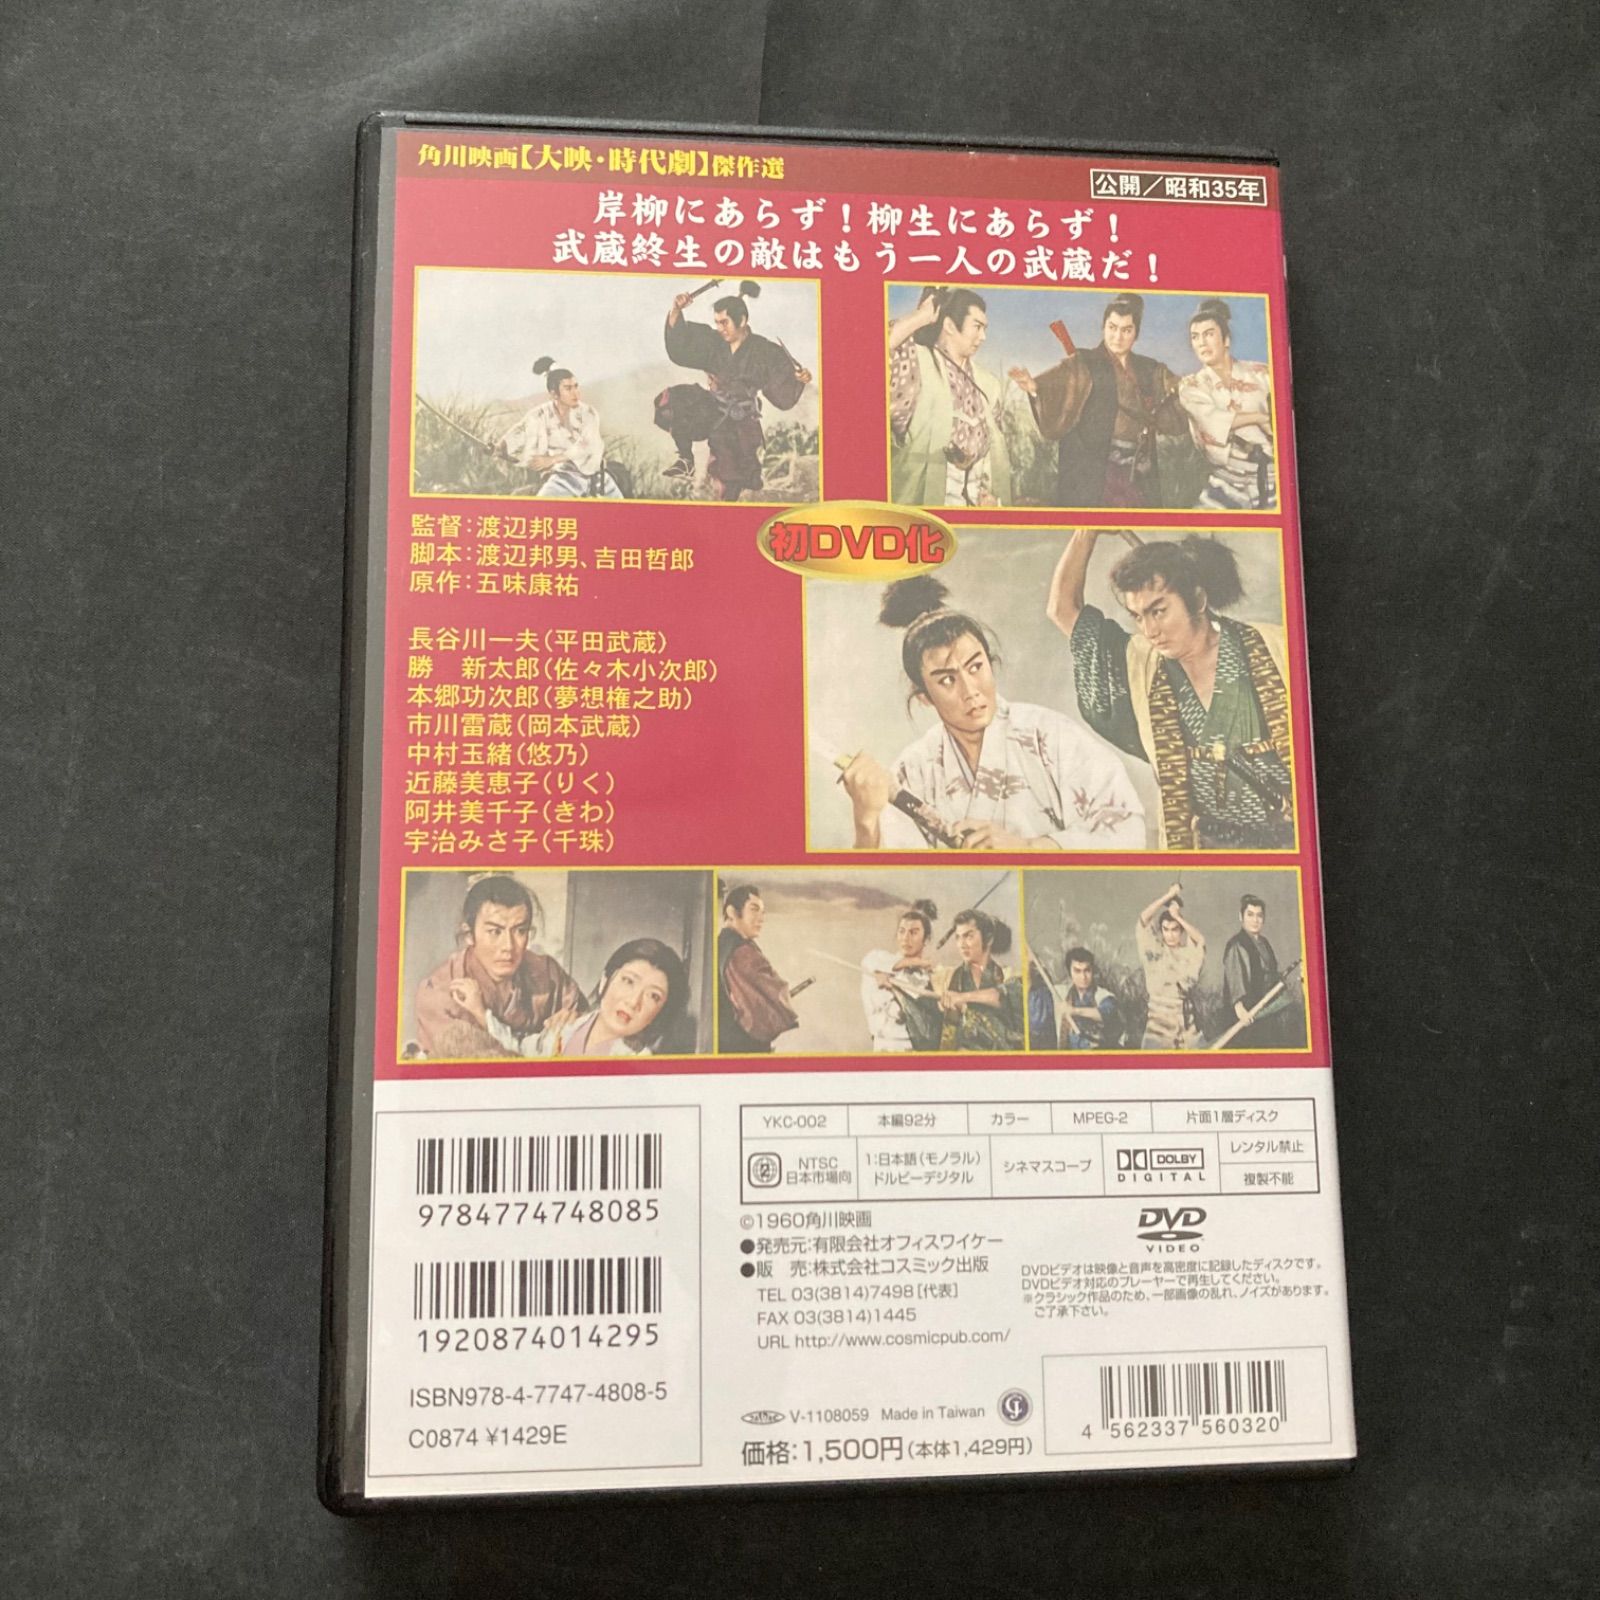 角川映画【大映・時代劇】傑作選
公開／昭和35年
岸柳にあらず！柳生にあらず！
武蔵終生の敵はもう一人の武蔵だ！
初DVD化
監督：渡辺邦男
脚本：渡辺邦男、吉田哲郎
原作：五味康祐
長谷川一夫（平田武蔵）
勝　新太郎（佐々木小次郎）
本郷功次郎（夢想権之助）
市川雷蔵（岡本武蔵）
中村玉緒（悠乃）
近藤美恵子（りく）
阿井美千子（きわ）
宇治みさ子（千珠）
9784774748085
1920874014295
ISBN978-4-7747-4808-5
C0874 ¥1429E
YKC-002 本編92分 カラー MPEG-2 片面1層ディスク
2 NTSC 日本市場向
1：日本語（モノラル）
ドルビーデジタル
シネマスコープ
DOLBY
DIGITAL
レンタル禁止
複製不能
©1960角川映画
●発売元：有限会社オフィスワイケー
●販　売：株式会社コスミック出版
TEL 03(3814)7498［代表］
FAX 03(3814)1445
URL http://www.cosmicpub.com/
DVD
VIDEO
DVDビデオは映像と音声を高密度に記録したディスクです。
DVDビデオ対応のプレーヤーで再生してください。
※クラシック作品のため、一部画像の乱れ、ノイズがあります。
ご了承下さい。
V-1108059 Made in Taiwan
価格：1,500円（本体1,429円）
4 562337 560320